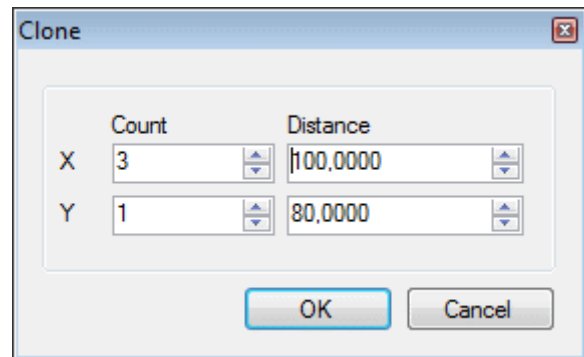 Clone
Count Distance
X 3 100,0000
Y 1 80,0000
OK Cancel